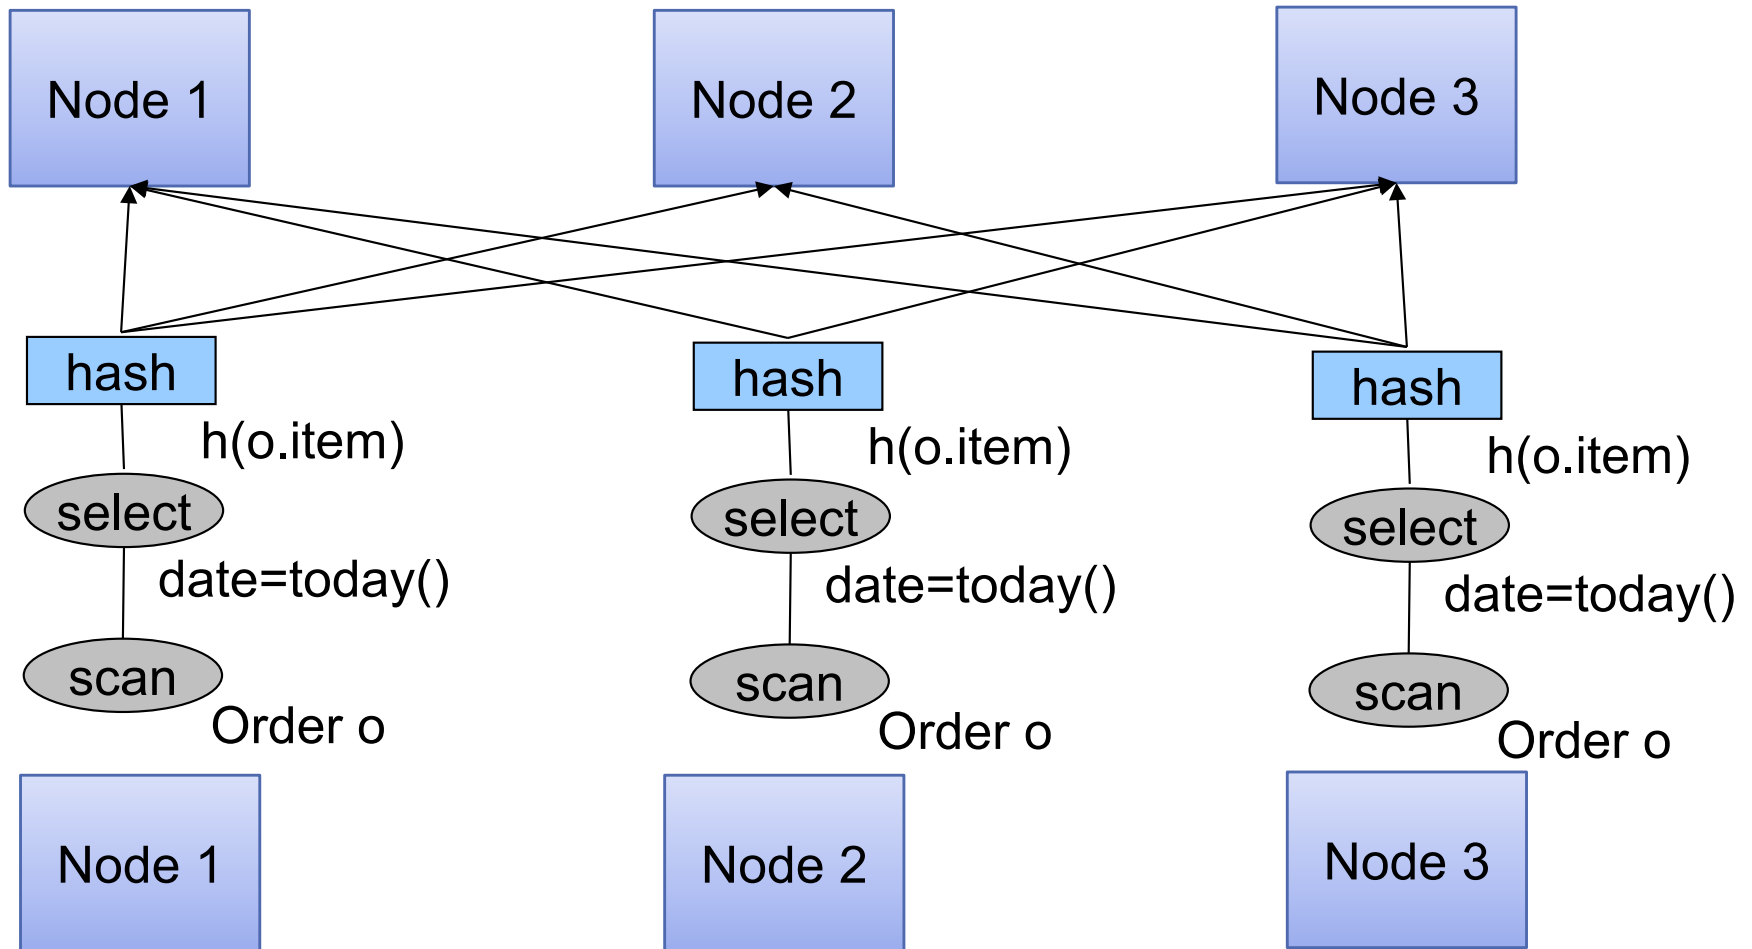 Node 1
Node 2
Node 3
hash
hash
hash
h(o.item)
h(o.item)
h(o.item)
select
select
select
date=today()
date=today()
date=today()
scan
scan
scan
Order o
Order o
Order o
Node 1
Node 2
Node 3